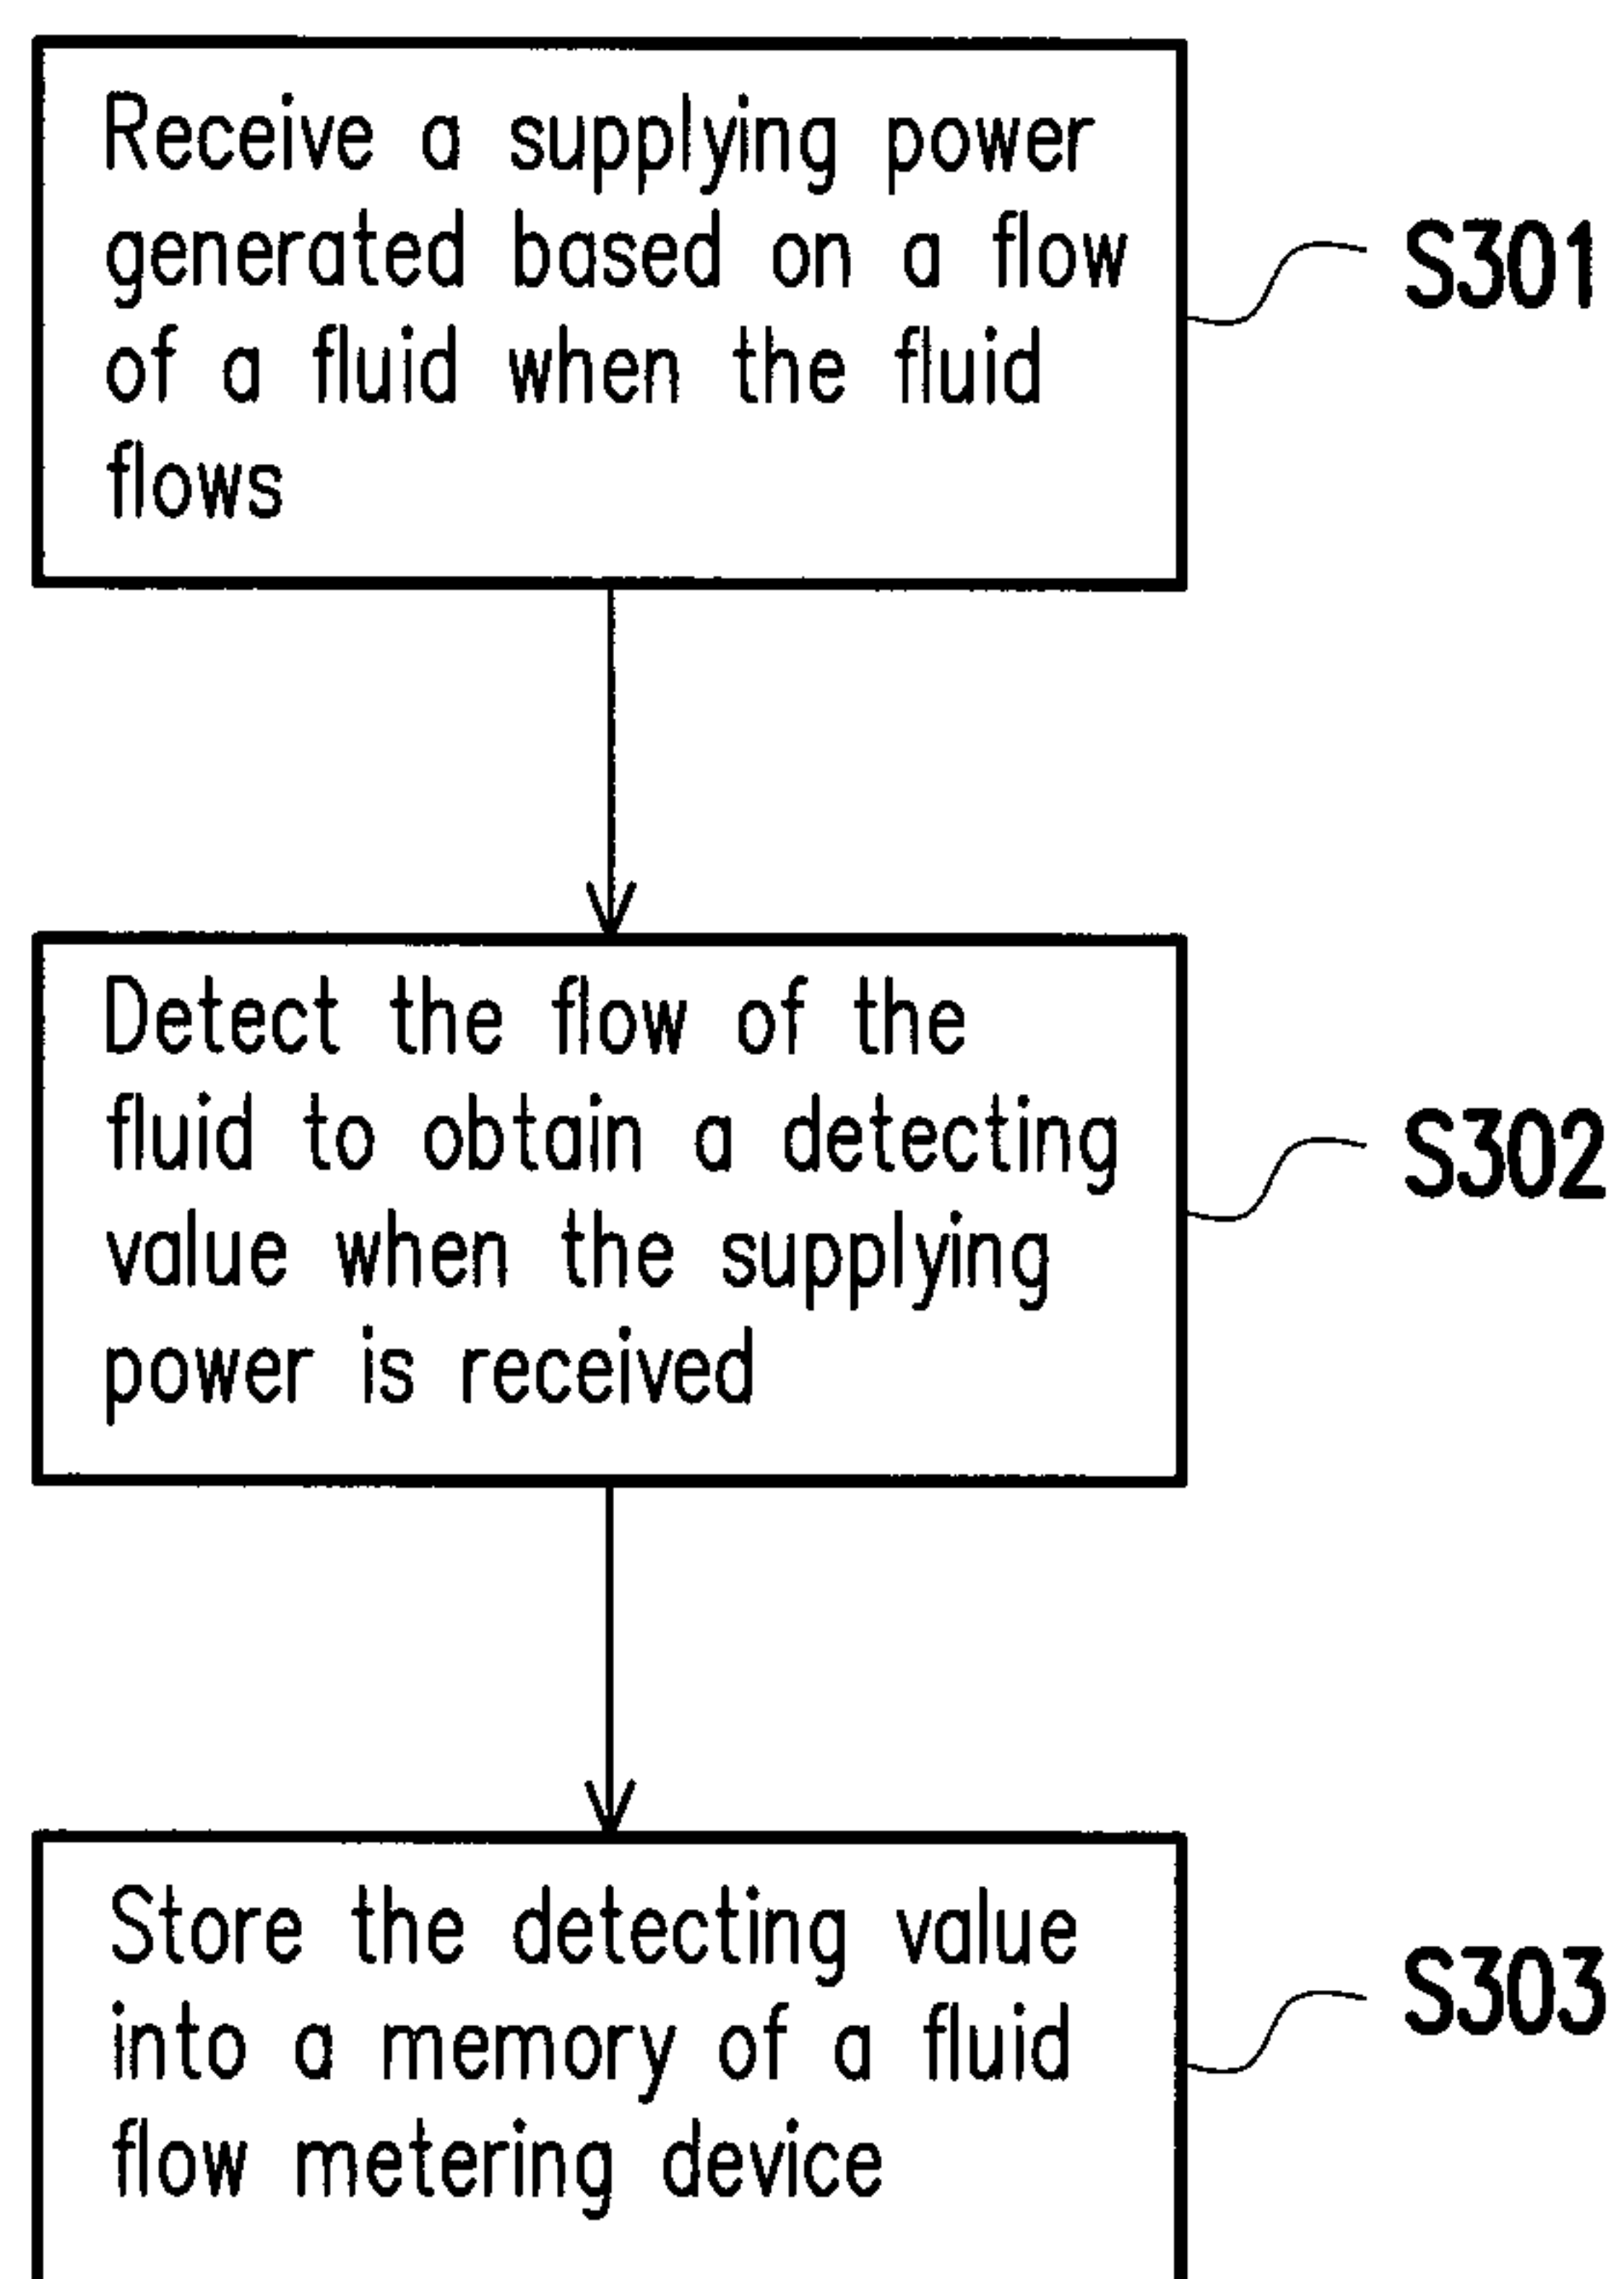 Receive a supplying power
generated based on a flow
of a fluid when the fluid
flows
S301
Detect the flow of the
fluid to obtain a detecting
value when the supplying
power is received
S302
Store the detecting value
into a memory of a fluid
flow metering device
S303